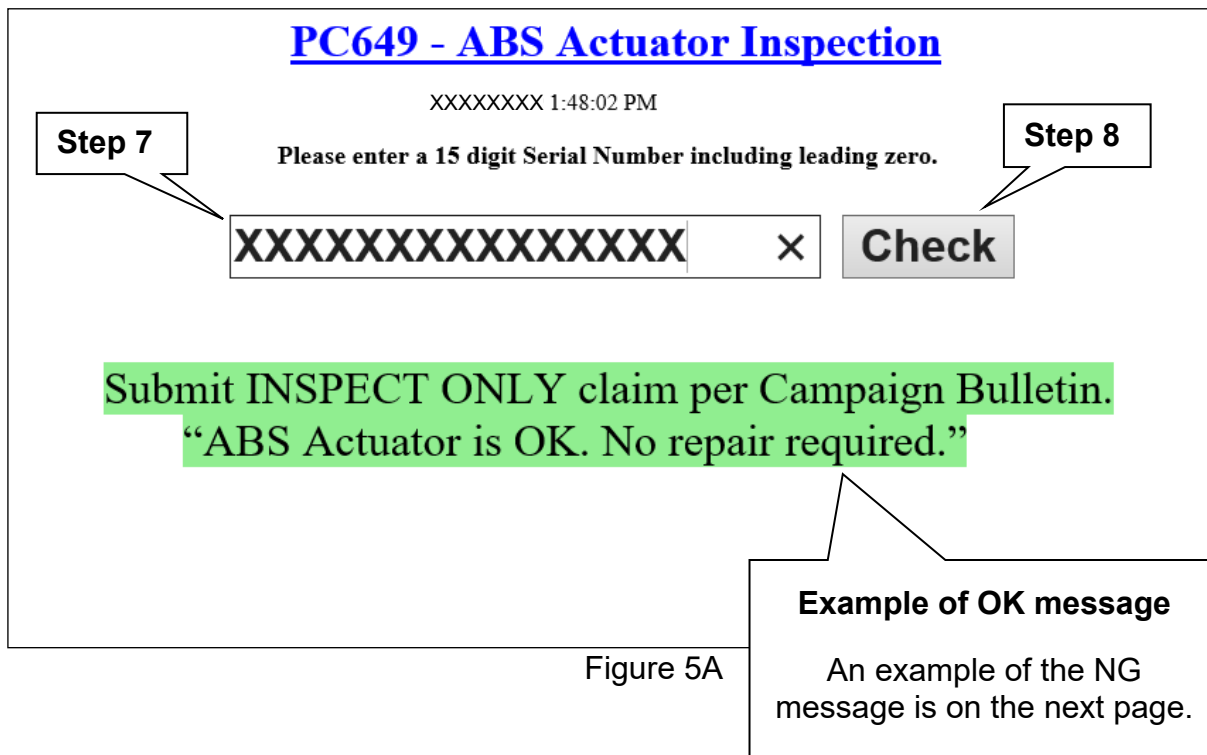 PC649 - ABS Actuator Inspection
XXXXXXXX 1:48:02 PM
Step 7
Step 8
Please enter a 15 digit Serial Number including leading zero.
XXXXXXXXXXXXXXX ×
Check
Submit INSPECT ONLY claim per Campaign Bulletin.
“ABS Actuator is OK. No repair required.”
Example of OK message
An example of the NG
message is on the next page.
Figure 5A